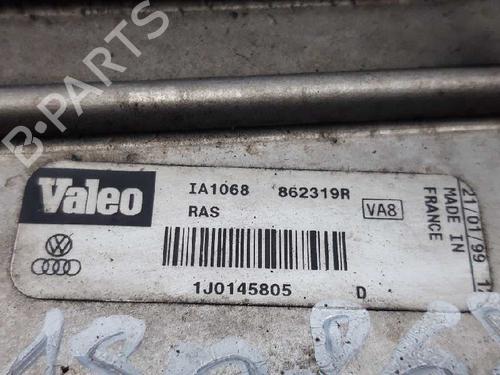 B-PARTS
Valeo
IA1068 862319R
RAS
VA8
1J0145805 D
21 01 99
MADE IN
FRANCE